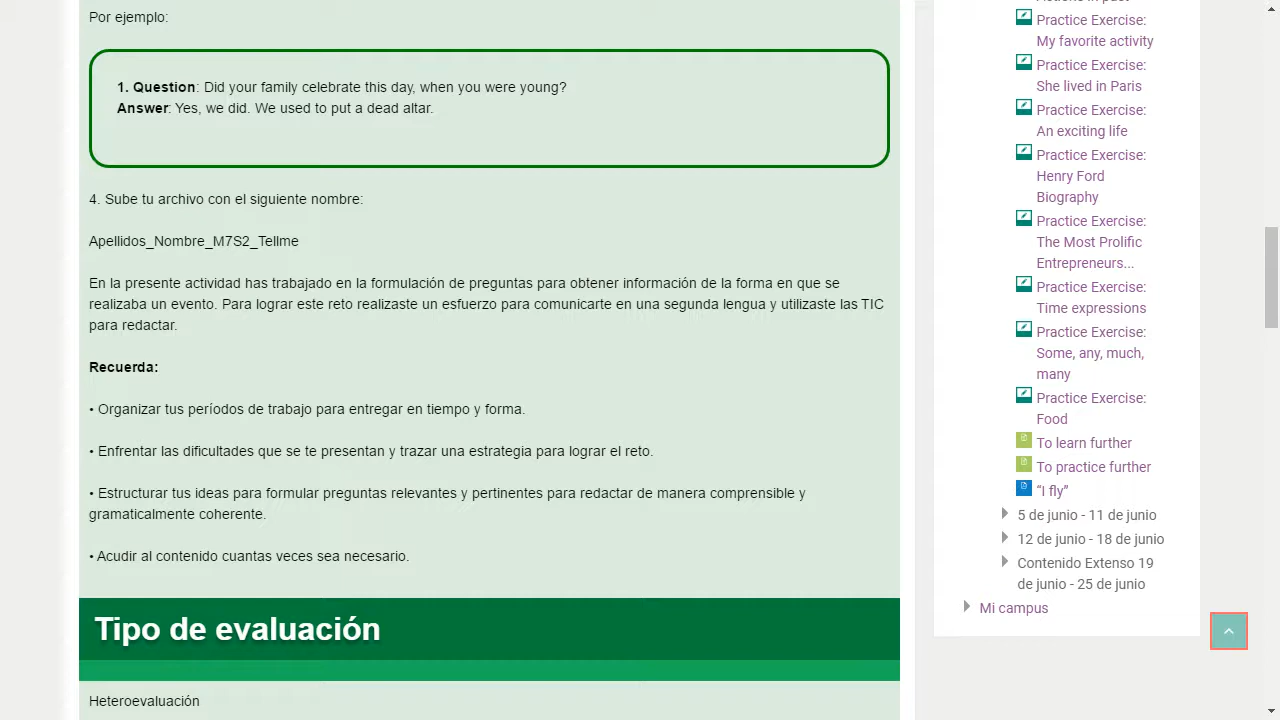 Por ejemplo:
1. Question: Did your family celebrate this day, when you were young?
Answer: Yes, we did. We used to put a dead altar.
4. Sube tu archivo con el siguiente nombre:
Apellidos_Nombre_M7S2_Tellme
En la presente actividad has trabajado en la formulación de preguntas para obtener información de la forma en que se
realizaba un evento. Para lograr este reto realizaste un esfuerzo para comunicarte en una segunda lengua y utilizaste las TIC
para redactar.
Recuerda:
• Organizar tus períodos de trabajo para entregar en tiempo y forma.
• Enfrentar las dificultades que se te presentan y trazar una estrategia para lograr el reto.
• Estructurar tus ideas para formular preguntas relevantes y pertinentes para redactar de manera comprensible y
gramaticalmente coherente.
• Acudir al contenido cuantas veces sea necesario.
Tipo de evaluación
Heteroevaluación
Practice Exercise:
My favorite activity
Practice Exercise:
She lived in Paris
Practice Exercise:
An exciting life
Practice Exercise:
Henry Ford
Biography
Practice Exercise:
The Most Prolific
Entrepreneurs...
Practice Exercise:
Time expressions
Practice Exercise:
Some, any, much,
many
Practice Exercise:
Food
To learn further
To practice further
“I fly”
5 de junio - 11 de junio
12 de junio - 18 de junio
Contenido Extenso 19
de junio - 25 de junio
Mi campus